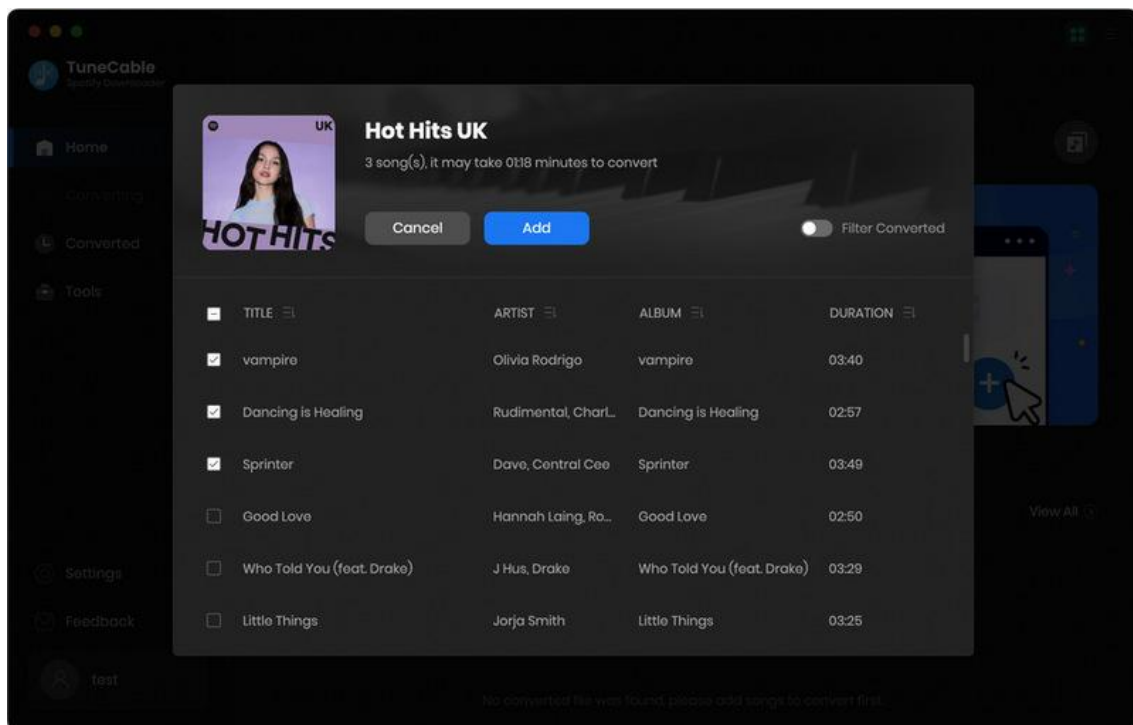 TuneCable
Spotify Downloader
Home
Converting
Converted
Tools
Settings
Feedback
test
UK
HOT HITS
Hot Hits UK
3 song(s), it may take 01:18 minutes to convert
Cancel
Add
Filter Converted
TITLE ARTIST ALBUM DURATION
vampire Olivia Rodrigo vampire 03:40
Dancing is Healing Rudimental, Charl... Dancing is Healing 02:57
Sprinter Dave, Central Cee Sprinter 03:49
Good Love Hannah Laing, Ro... Good Love 02:50
Who Told You (feat. Drake) J Hus, Drake Who Told You (feat. Drake) 03:29
Little Things Jorja Smith Little Things 03:25
View All
No converted file was found, please add songs to convert first.